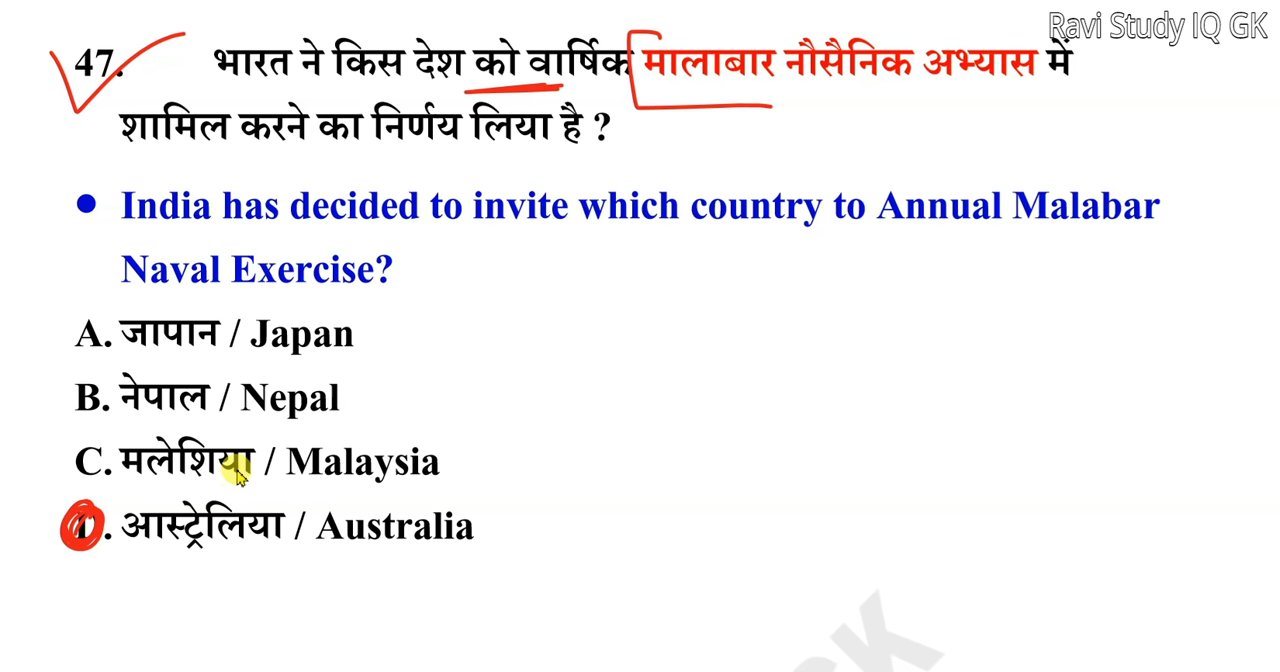 Ravi Study IQ GK
47. भारत ने किस देश को वार्षिक मालाबार नौसैनिक अभ्यास में
शामिल करने का निर्णय लिया है ?
• India has decided to invite which country to Annual Malabar
Naval Exercise?
A. जापान / Japan
B. नेपाल / Nepal
C. मलेशिया / Malaysia
D. आस्ट्रेलिया / Australia
GK